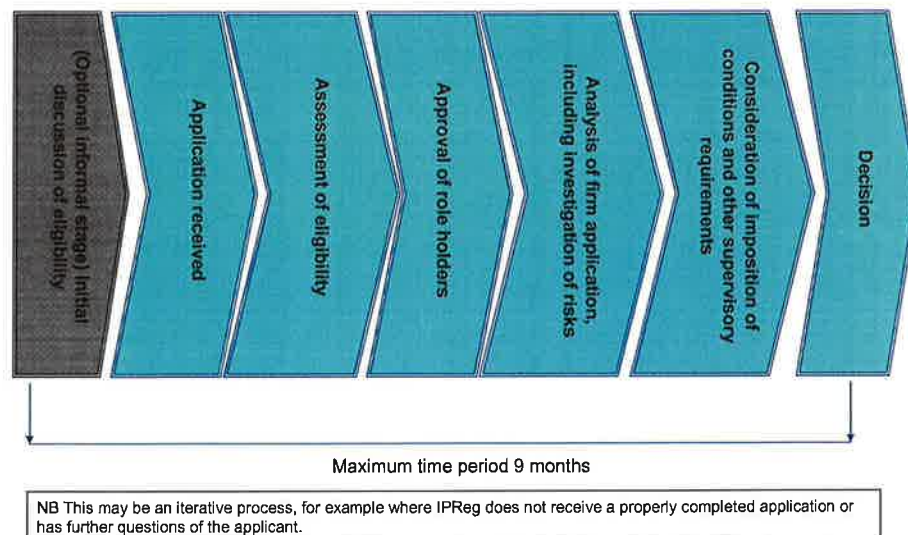 (Optional informal stage) Initial
discussion of eligibility
Application received
Assessment of eligibility
Approval of role holders
Analysis of firm application,
including investigation of risks
Consideration of imposition of
conditions and other supervisory
requirements
Decision
Maximum time period 9 months
NB This may be an iterative process, for example where IPReg does not receive a properly completed application or
has further questions of the applicant.